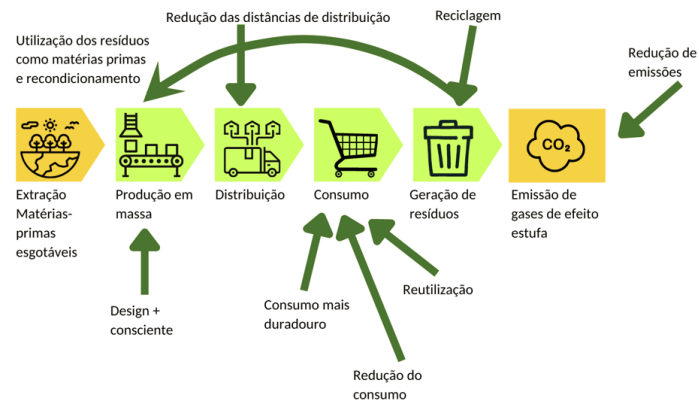 Redução das distâncias de distribuição
Reciclagem
Utilização dos resíduos
como matérias primas
e recondicionamento
Redução de
emissões
CO₂
Extração
Matérias-
primas
esgotáveis
Produção em
massa
Distribuição
Consumo
Geração de
resíduos
Emissão de
gases de efeito
estufa
Design +
consciente
Consumo mais
duradouro
Reutilização
Redução do
consumo